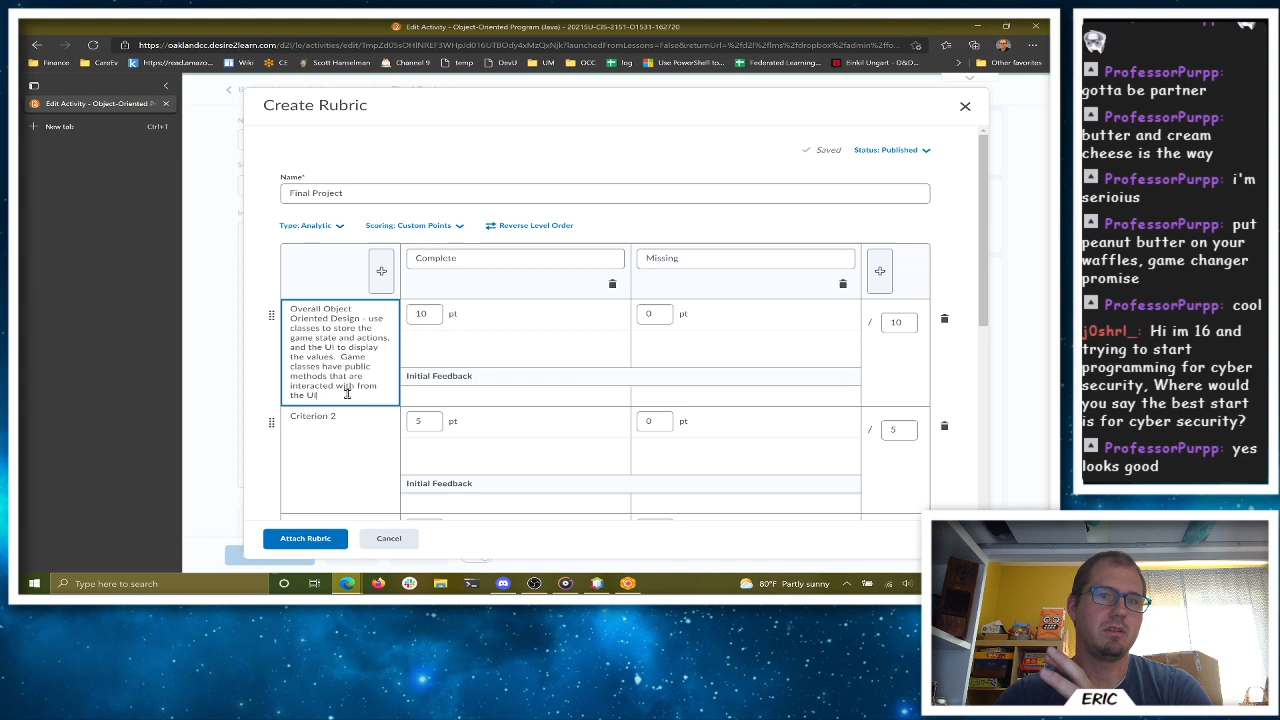 Edit Activity - Object-Oriented Program (Java) - 2021SU-CIS-2151-O1531-162720
Finance
CareEv
Wiki
CE
Scott Hanselman
Channel 9
temp
DevU
UM
OCC
log
Use PowerShell to...
Federated Learning...
Einkil Ungart - D&D...
Other favorites
Edit Activity - Object-Oriented P
New tab
Ctrl+T
Create Rubric
Saved
Status: Published
Name*
Final Project
Type: Analytic
Scoring: Custom Points
Reverse Level Order
Complete
Missing
Overall Object
Oriented Design - use
classes to store the
game state and actions,
and the UI to display
the values. Game
classes have public
methods that are
interacted with from
the UI
10 pt
0 pt
/ 10
Initial Feedback
Criterion 2
5 pt
0 pt
/ 5
Initial Feedback
Attach Rubric
Cancel
Type here to search
80°F Partly sunny
ProfessorPurpp:
gotta be partner
ProfessorPurpp:
butter and cream
cheese is the way
ProfessorPurpp: i'm
serioius
ProfessorPurpp: put
peanut butter on your
waffles, game changer
promise
ProfessorPurpp: cool
j0shrl_: Hi im 16 and
trying to start
programming for cyber
security, Where would
you say the best start
is for cyber security?
ProfessorPurpp: yes
looks good
ERIC